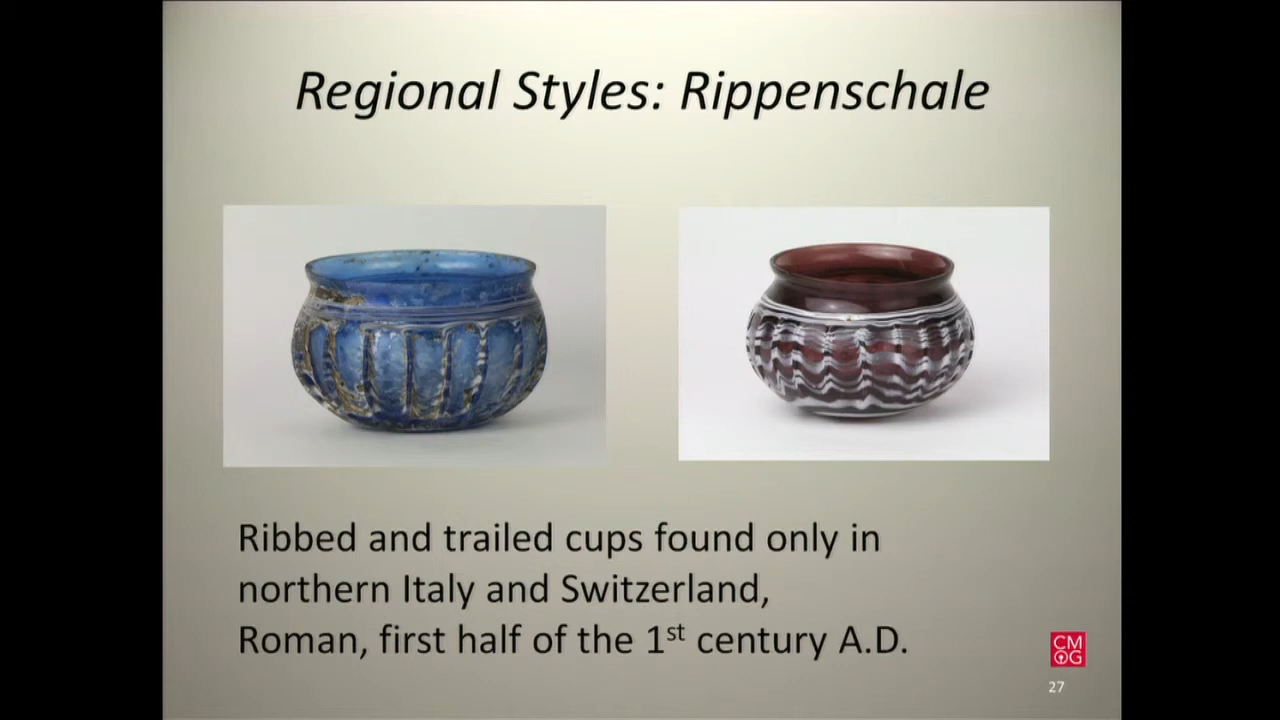 Regional Styles: Rippenschale
Ribbed and trailed cups found only in
northern Italy and Switzerland,
Roman, first half of the 1st century A.D.
CM
OG
27